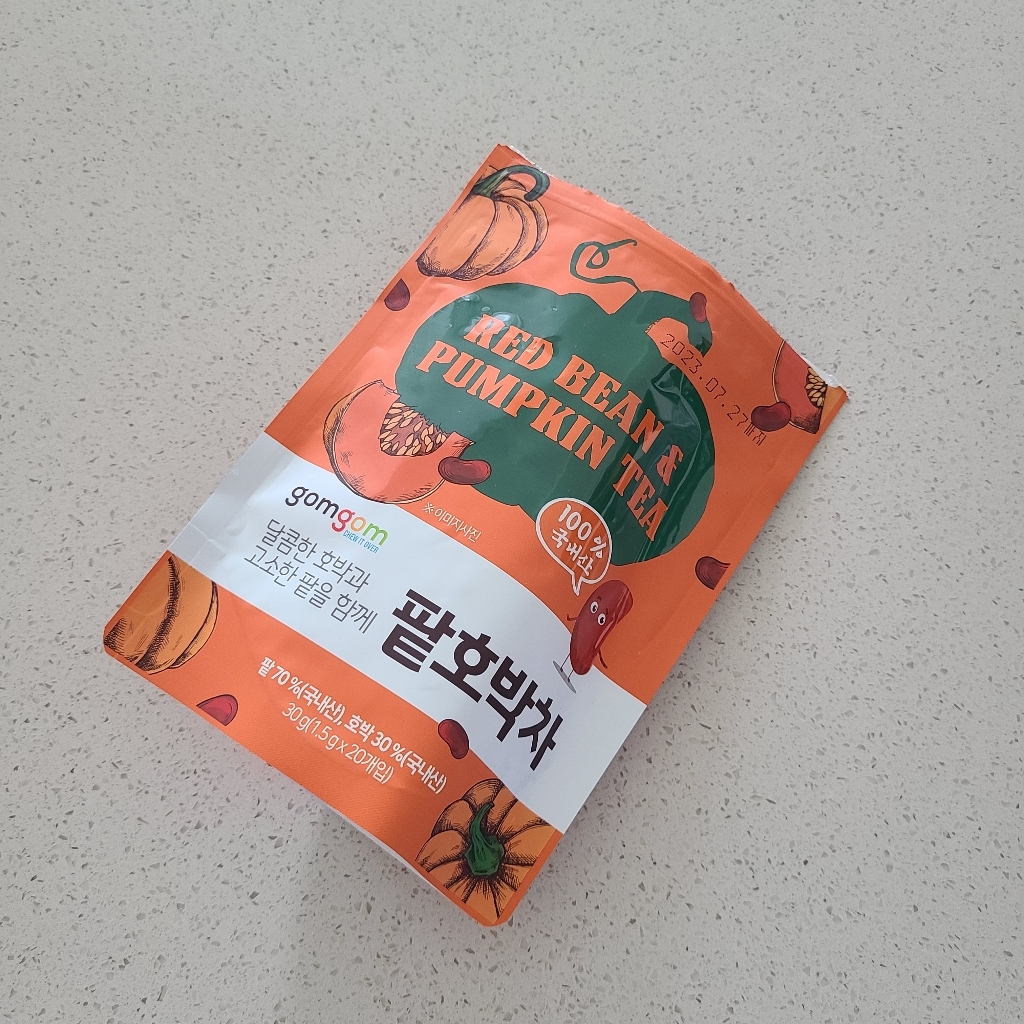 RED BEAN &
PUMPKIN TEA
2023.07.27까지
※이미지사진
100%
국내산
gomgom
CHEW IT OVER
달콤한 호박과
고소한 팥을 함께
팥호박차
팥 70%(국내산), 호박 30%(국내산)
30g(1.5g x 20개입)